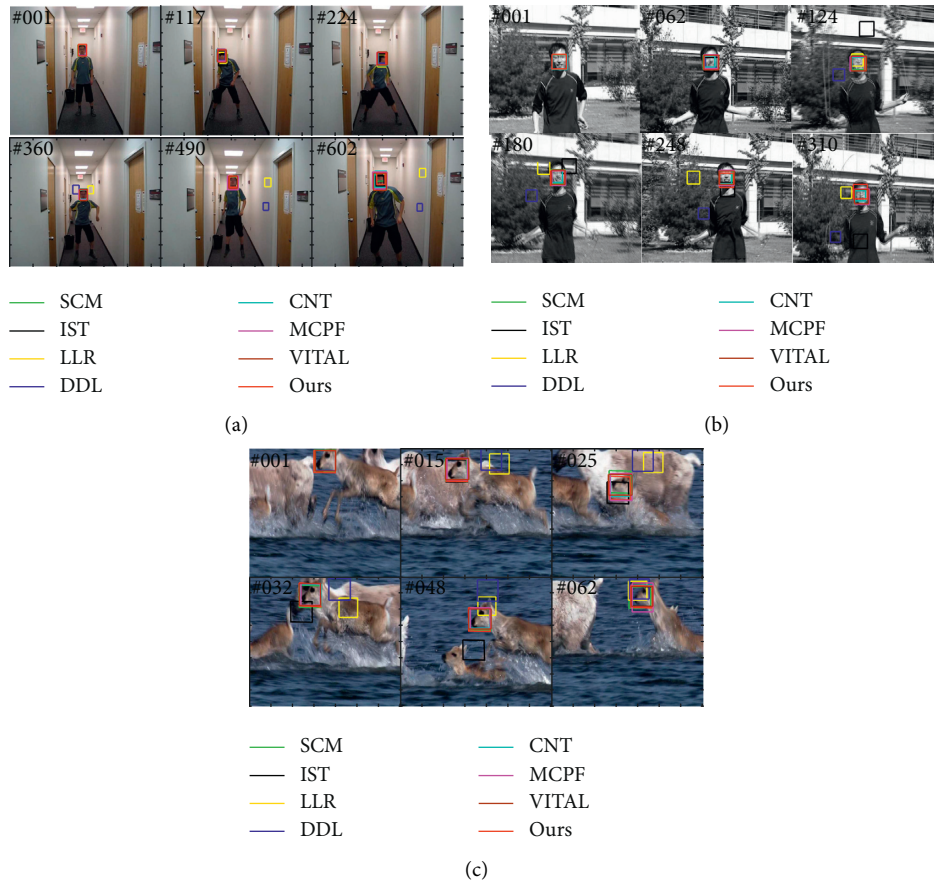 #001 #117 #224
#360 #490 #602
SCM CNT
IST MCPF
LLR VITAL
DDL Ours
(a)
#001 #062 #124
#180 #248 #310
SCM CNT
IST MCPF
LLR VITAL
DDL Ours
(b)
#001 #015 #025
#032 #048 #062
SCM CNT
IST MCPF
LLR VITAL
DDL Ours
(c)